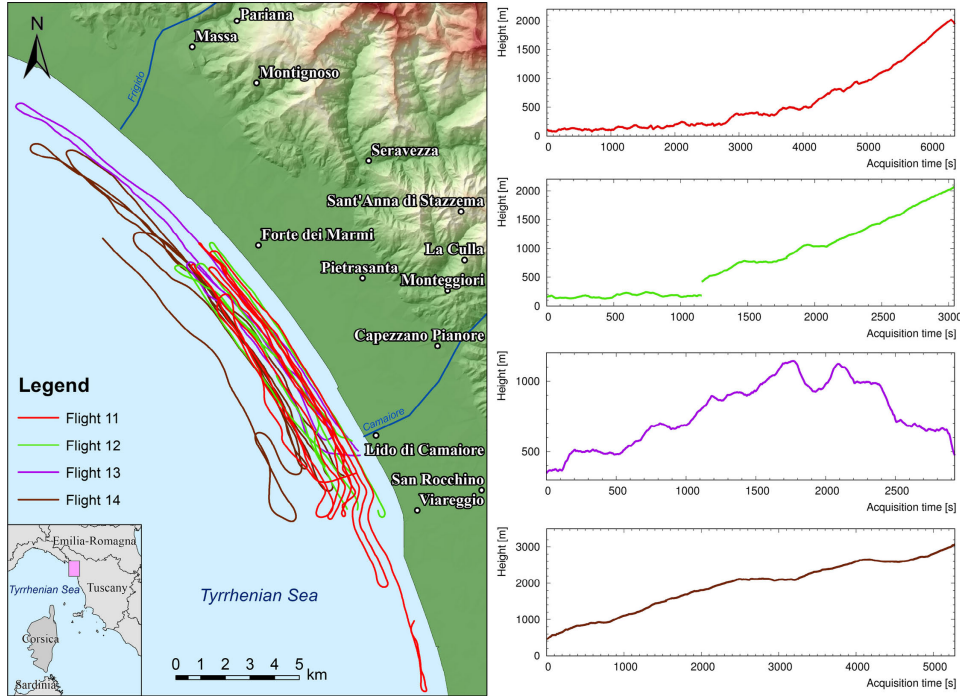 N
Pariana
Massa
Montignoso
Frigido
Seravezza
Sant'Anna di Stazzema
Forte dei Marmi
La Culla
Pietrasanta
Monteggiori
Capezzano Pianore
Legend
Flight 11
Flight 12
Flight 13
Flight 14
Camaiore
Lido di Camaiore
San Rocchino
Viareggio
Emilia-Romagna
Tuscany
Tyrrhenian Sea
Corsica
Sardinia
Tyrrhenian Sea
0 1 2 3 4 5
km
Height [m]
2000
1500
1000
500
0
0 1000 2000 3000 4000 5000 6000
Acquisition time [s]
Height [m]
2000
1500
1000
500
0
0 500 1000 1500 2000 2500 3000
Acquisition time [s]
Height [m]
1000
500
0 500 1000 1500 2000 2500
Acquisition time [s]
Height [m]
3000
2000
1000
0
0 1000 2000 3000 4000 5000
Acquisition time [s]